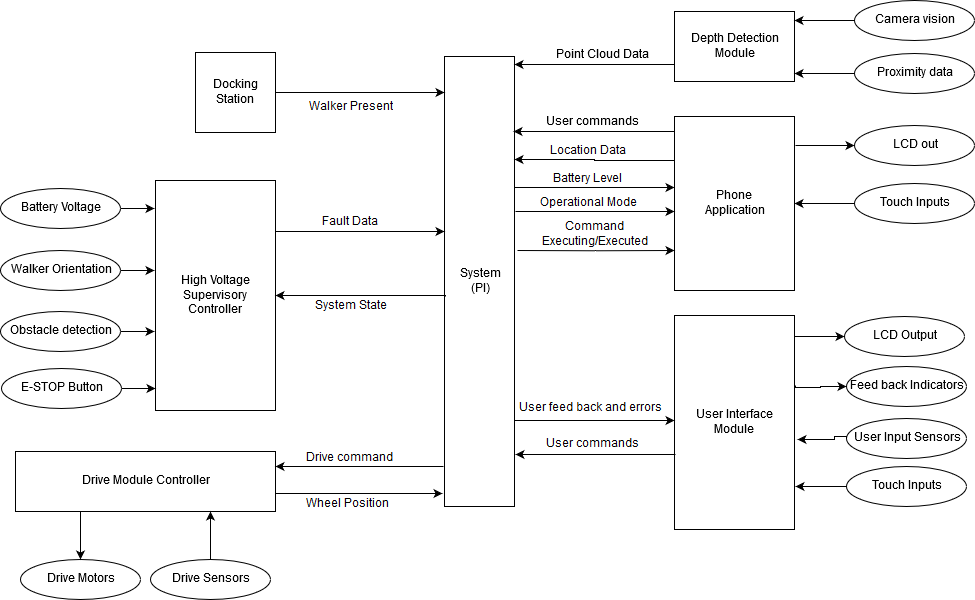 Camera vision
Depth Detection
Module
Point Cloud Data
Proximity data
Docking
Station
Walker Present
User commands
Location Data
Battery Level
Operational Mode
Command
Executing/Executed
Phone
Application
LCD out
Touch Inputs
Battery Voltage
Walker Orientation
Obstacle detection
E-STOP Button
High Voltage
Supervisory
Controller
Fault Data
System State
System
(PI)
LCD Output
Feed back Indicators
User Input Sensors
Touch Inputs
User Interface
Module
User feed back and errors
User commands
Drive command
Drive Module Controller
Wheel Position
Drive Motors
Drive Sensors